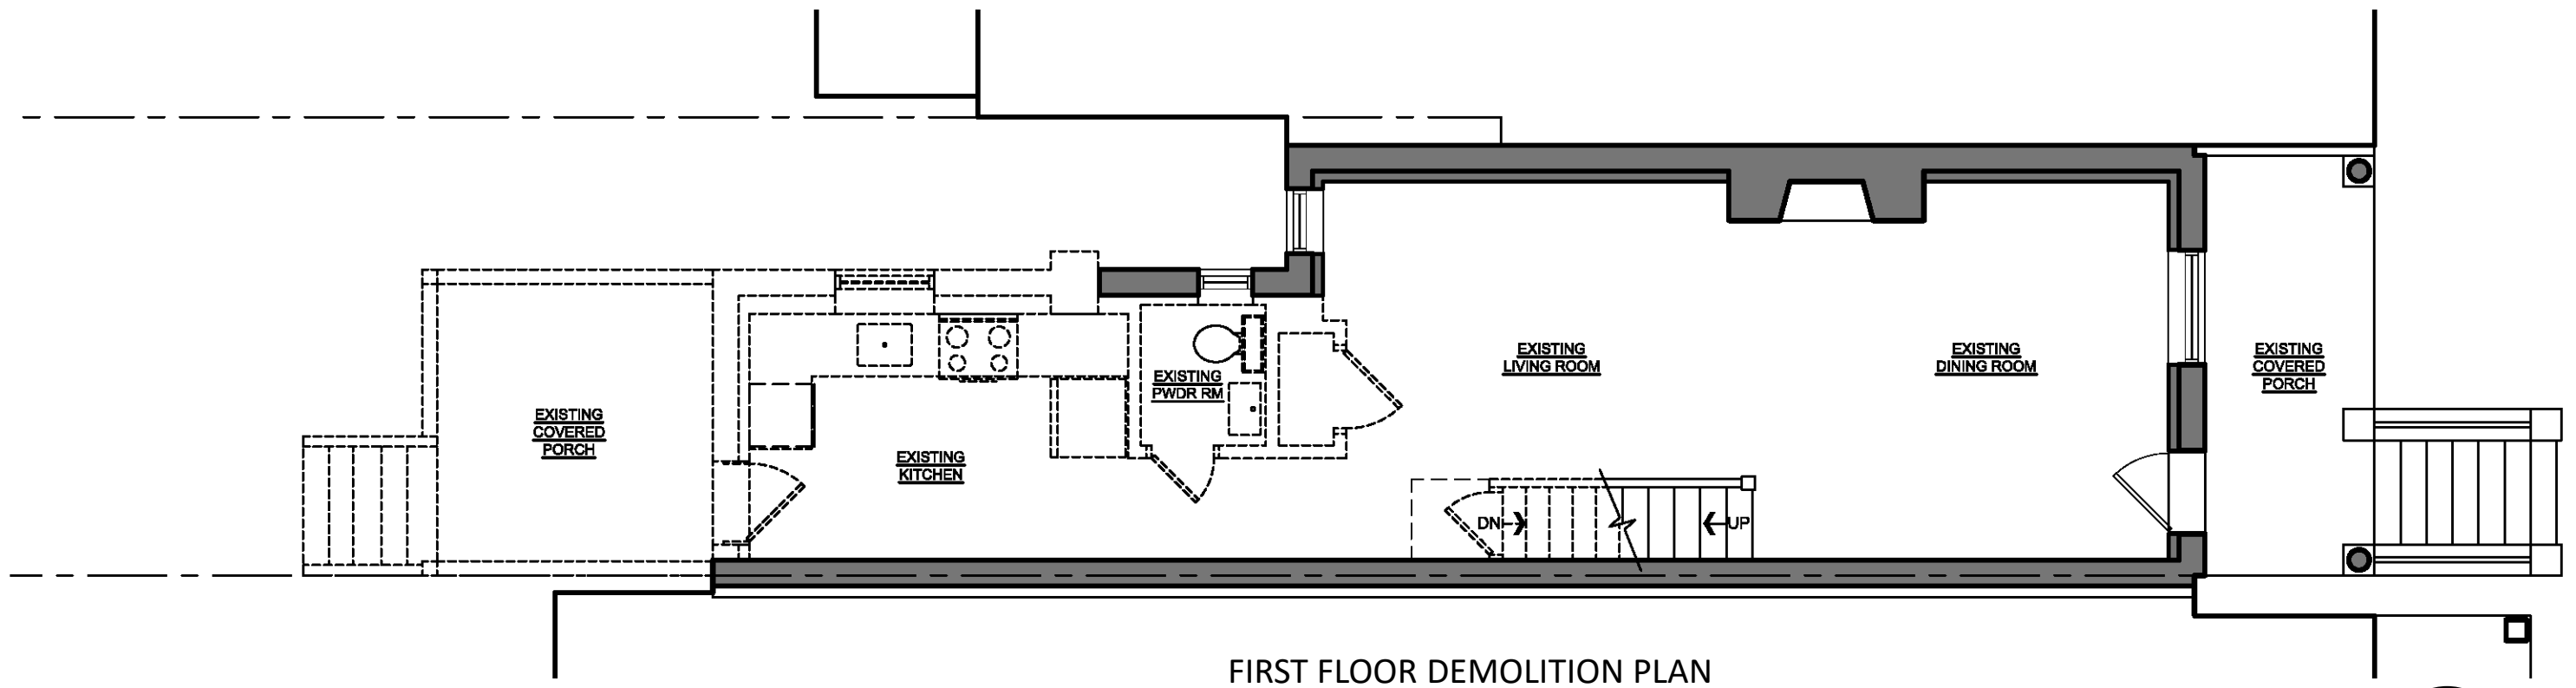 EXISTING
COVERED
PORCH
EXISTING
KITCHEN
EXISTING
PWDR RM
EXISTING
LIVING ROOM
DN
UP
EXISTING
DINING ROOM
EXISTING
COVERED
PORCH
FIRST FLOOR DEMOLITION PLAN